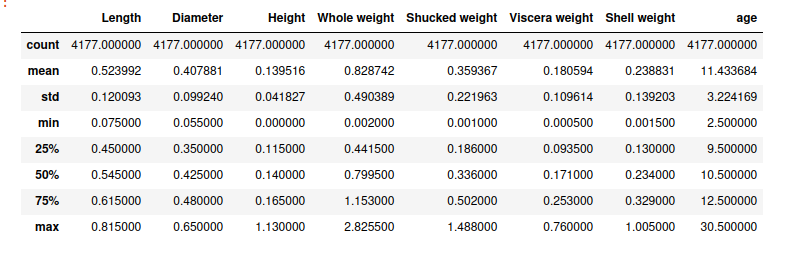 Length Diameter Height Whole weight Shucked weight Viscera weight Shell weight age
count 4177.000000 4177.000000 4177.000000 4177.000000 4177.000000 4177.000000 4177.000000 4177.000000
mean 0.523992 0.407881 0.139516 0.828742 0.359367 0.180594 0.238831 11.433684
std 0.120093 0.099240 0.041827 0.490389 0.221963 0.109614 0.139203 3.224169
min 0.075000 0.055000 0.000000 0.002000 0.001000 0.000500 0.001500 2.500000
25% 0.450000 0.350000 0.115000 0.441500 0.186000 0.093500 0.130000 9.500000
50% 0.545000 0.425000 0.140000 0.799500 0.336000 0.171000 0.234000 10.500000
75% 0.615000 0.480000 0.165000 1.153000 0.502000 0.253000 0.329000 12.500000
max 0.815000 0.650000 1.130000 2.825500 1.488000 0.760000 1.005000 30.500000